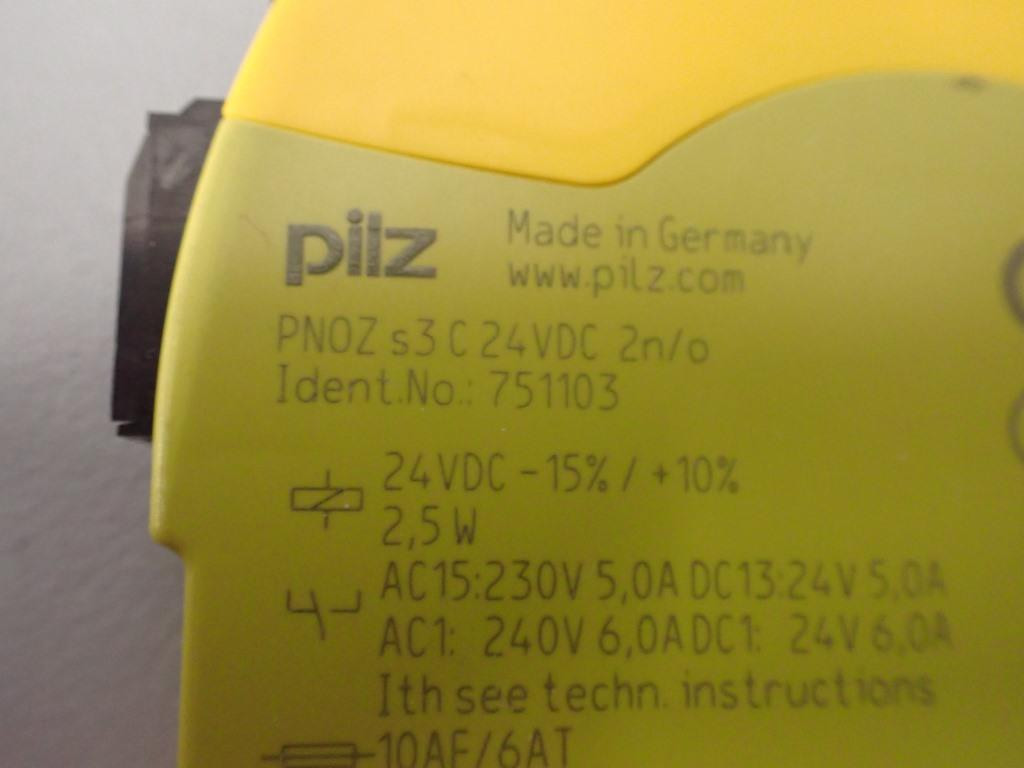 pilz
Made in Germany
www.pilz.com
PNOZ s3 C 24VDC 2n/o
Ident.No.: 751103
24VDC -15% / +10%
2,5 W
AC15:230V 5,0A DC13:24V 5,0A
AC1: 240V 6,0A DC1: 24V 6,0A
Ith see techn. instructions
10AF/6AT